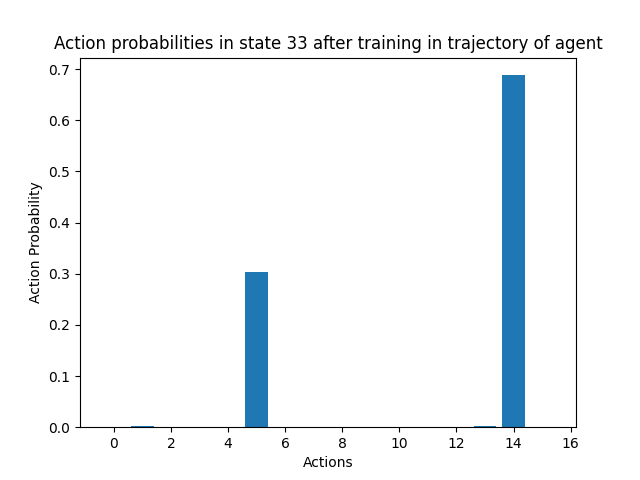 Action probabilities in state 33 after training in trajectory of agent
0.7
0.6
0.5
0.4
0.3
0.2
0.1
0.0
Action Probability
0 2 4 6 8 10 12 14 16
Actions